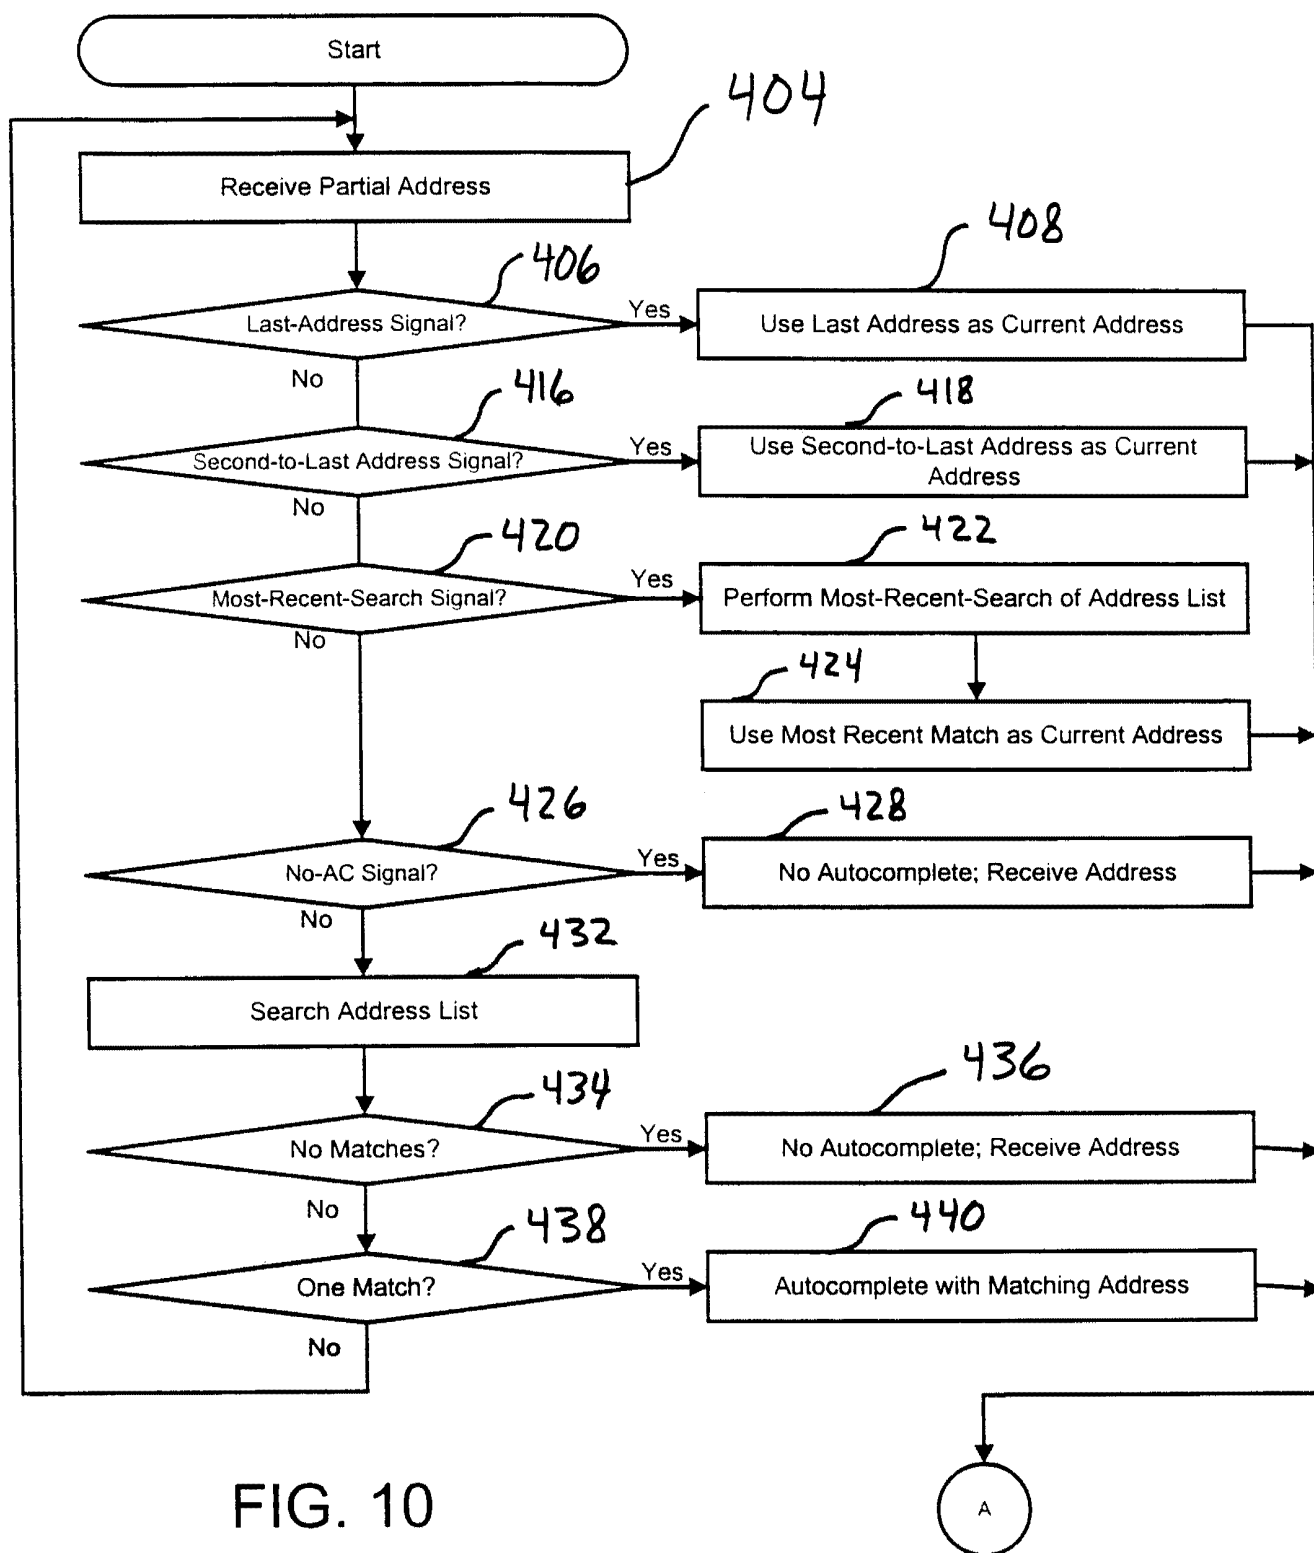 Start
404
Receive Partial Address
408
406
Last-Address Signal?
Yes
Use Last Address as Current Address
No
416
418
Second-to-Last Address Signal?
Yes
Use Second-to-Last Address as Current
Address
No
420
422
Most-Recent-Search Signal?
Yes
Perform Most-Recent-Search of Address List
No
424
Use Most Recent Match as Current Address
426
428
No-AC Signal?
Yes
No Autocomplete; Receive Address
No
432
Search Address List
434
436
No Matches?
Yes
No Autocomplete; Receive Address
No
438
440
One Match?
Yes
Autocomplete with Matching Address
No
FIG. 10
A